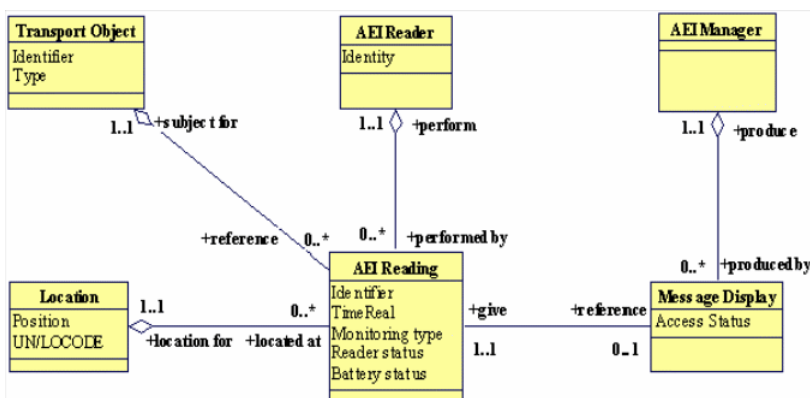 Transport Object
Identifier
Type
AEI Reader
Identity
AEI Manager
1..1
+subject for
1..1
+perform
1..1
+produce
+reference
0..*
0..*
+performed by
0..*
+produced by
Location
Position
UN/LOCODE
1..1
+location for
0..*
+located at
AEI Reading
Identifier
TimeReal
Monitoring type
Reader status
Battery status
+give
1..1
+reference
0..1
Message Display
Access Status